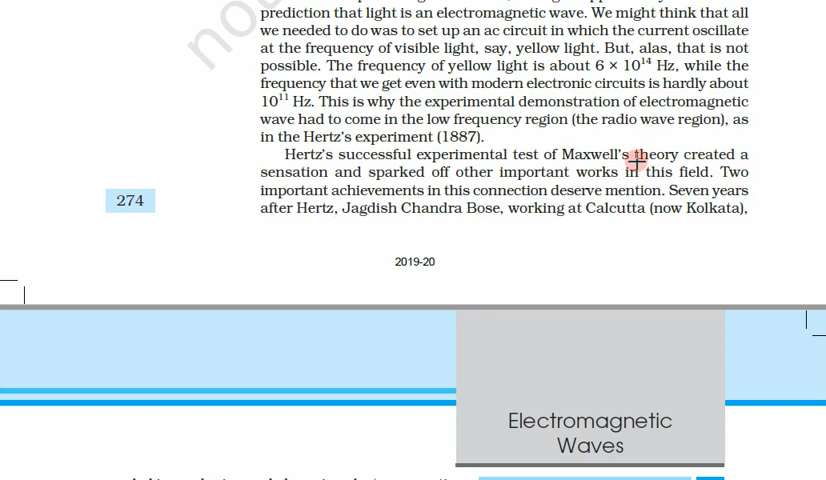 prediction that light is an electromagnetic wave. We might think that all
we needed to do was to set up an ac circuit in which the current oscillate
at the frequency of visible light, say, yellow light. But, alas, that is not
possible. The frequency of yellow light is about 6 × 10¹⁴ Hz, while the
frequency that we get even with modern electronic circuits is hardly about
10¹¹ Hz. This is why the experimental demonstration of electromagnetic
wave had to come in the low frequency region (the radio wave region), as
in the Hertz's experiment (1887).
Hertz's successful experimental test of Maxwell's theory created a
sensation and sparked off other important works in this field. Two
important achievements in this connection deserve mention. Seven years
after Hertz, Jagdish Chandra Bose, working at Calcutta (now Kolkata),
274
2019-20
Electromagnetic
Waves